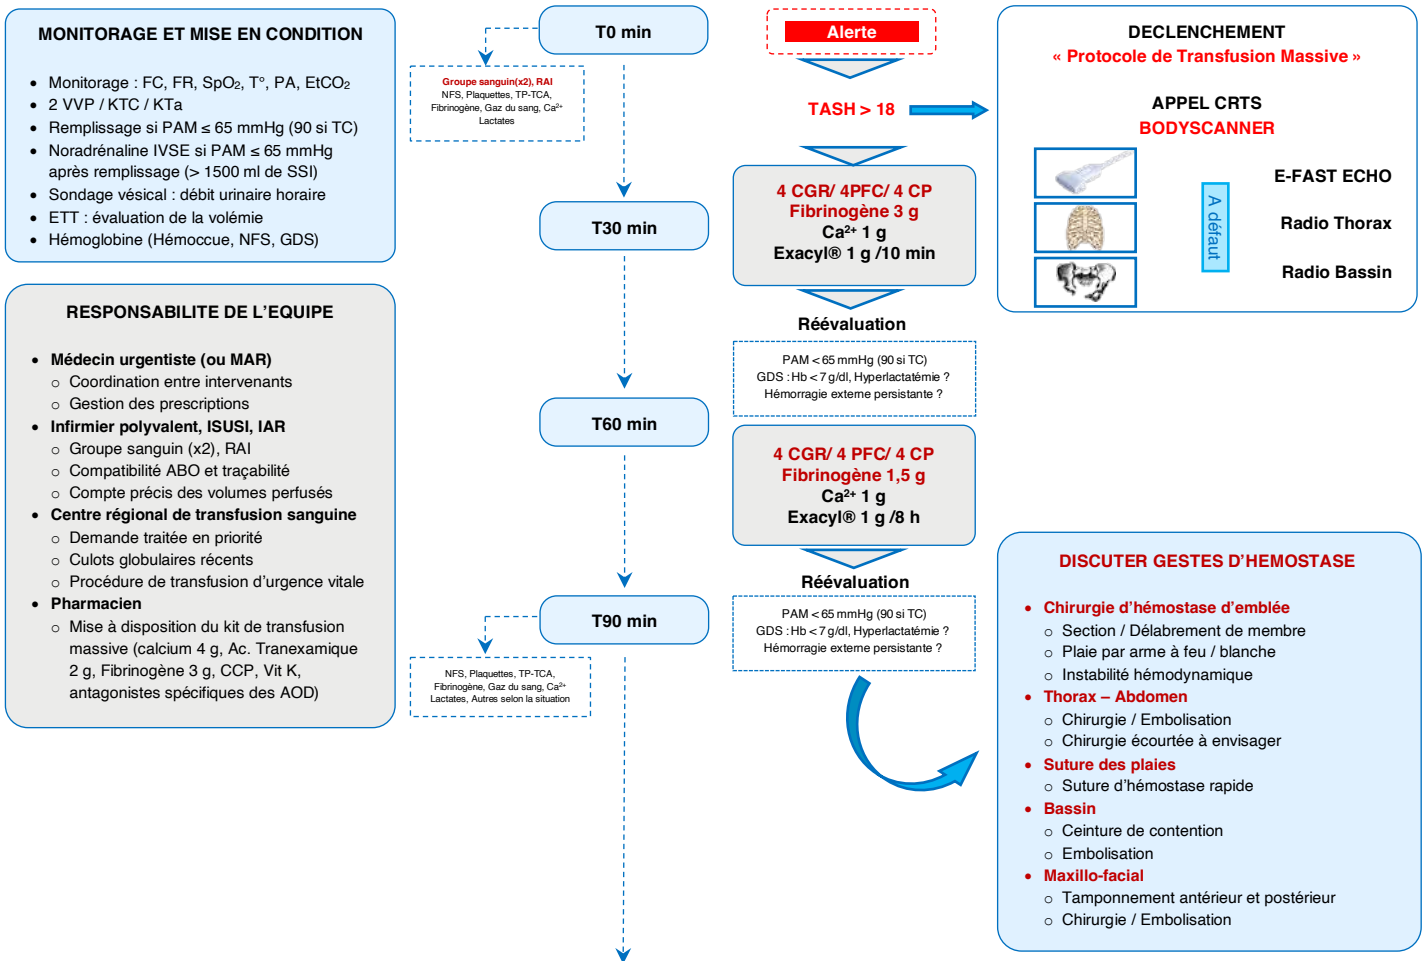 MONITORAGE ET MISE EN CONDITION
• Monitorage : FC, FR, SpO₂, T°, PA, EtCO₂
• 2 VVP / KTC / KTa
• Remplissage si PAM ≤ 65 mmHg (90 si TC)
• Noradrénaline IVSE si PAM ≤ 65 mmHg
après remplissage (> 1500 ml de SSI)
• Sondage vésical : débit urinaire horaire
• ETT : évaluation de la volémie
• Hémoglobine (Hémoccue, NFS, GDS)
RESPONSABILITE DE L'EQUIPE
• Médecin urgentiste (ou MAR)
o Coordination entre intervenants
o Gestion des prescriptions
• Infirmier polyvalent, ISUSI, IAR
o Groupe sanguin (x2), RAI
o Compatibilité ABO et traçabilité
o Compte précis des volumes perfusés
• Centre régional de transfusion sanguine
o Demande traitée en priorité
o Culots globulaires récents
o Procédure de transfusion d'urgence vitale
• Pharmacien
o Mise à disposition du kit de transfusion
massive (calcium 4 g, Ac. Tranexamique
2 g, Fibrinogène 3 g, CCP, Vit K,
antagonistes spécifiques des AOD)
T0 min
Groupe sanguin(x2), RAI
NFS, Plaquettes, TP-TCA,
Fibrinogène, Gaz du sang, Ca²⁺
Lactates
T30 min
T60 min
T90 min
NFS, Plaquettes, TP-TCA,
Fibrinogène, Gaz du sang, Ca²⁺
Lactates, Autres selon la situation
Alerte
TASH > 18
4 CGR/ 4PFC/ 4 CP
Fibrinogène 3 g
Ca²⁺ 1 g
Exacyl® 1 g /10 min
Réévaluation
PAM < 65 mmHg (90 si TC)
GDS : Hb < 7 g/dl, Hyperlactatémie ?
Hémorragie externe persistante ?
4 CGR/ 4 PFC/ 4 CP
Fibrinogène 1,5 g
Ca²⁺ 1 g
Exacyl® 1 g /8 h
Réévaluation
PAM < 65 mmHg (90 si TC)
GDS : Hb < 7 g/dl, Hyperlactatémie ?
Hémorragie externe persistante ?
DECLENCHEMENT
« Protocole de Transfusion Massive »
APPEL CRTS
BODYSCANNER
A défaut
E-FAST ECHO
Radio Thorax
Radio Bassin
DISCUTER GESTES D'HEMOSTASE
• Chirurgie d'hémostase d'emblée
o Section / Délabrement de membre
o Plaie par arme à feu / blanche
o Instabilité hémodynamique
• Thorax – Abdomen
o Chirurgie / Embolisation
o Chirurgie écourtée à envisager
• Suture des plaies
o Suture d'hémostase rapide
• Bassin
o Ceinture de contention
o Embolisation
• Maxillo-facial
o Tamponnement antérieur et postérieur
o Chirurgie / Embolisation